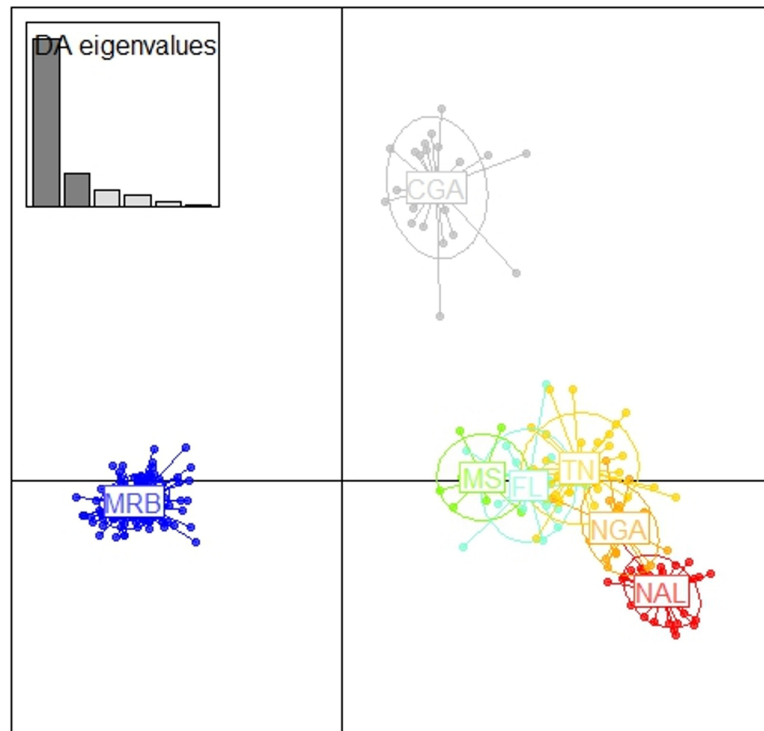 DA eigenvalues
CGA
MS
FL
TN
MRB
NGA
NAL